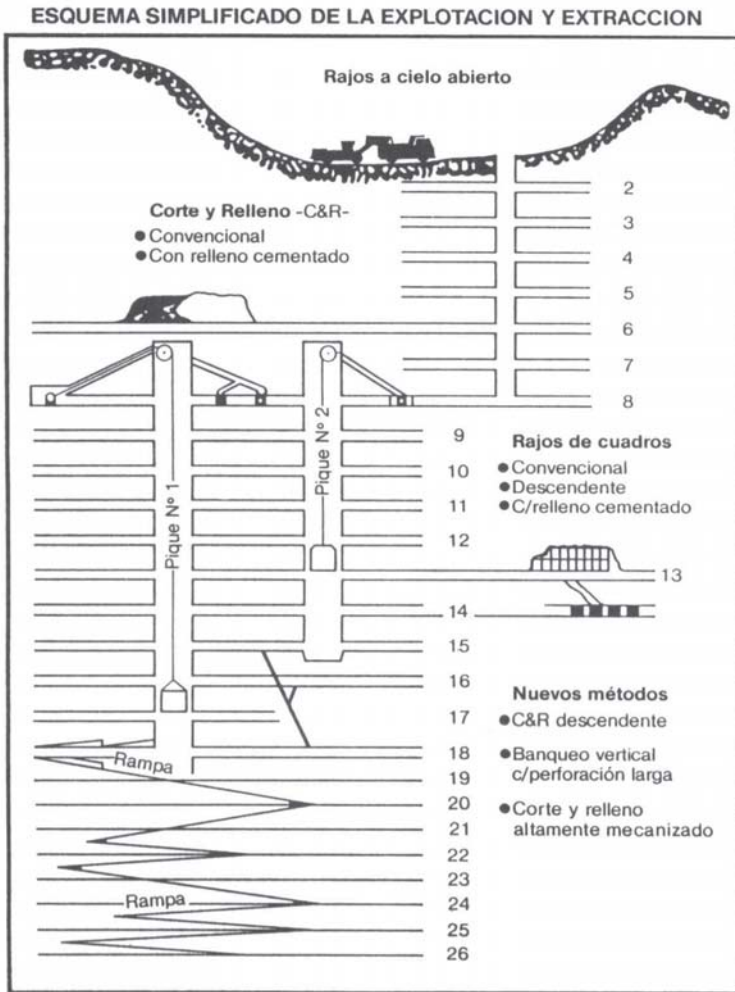 ESQUEMA SIMPLIFICADO DE LA EXPLOTACION Y EXTRACCION
Rajos a cielo abierto
2
Corte y Relleno -C&R-
● Convencional
● Con relleno cementado
3
4
5
6
7
8
Pique Nº 1
Pique Nº 2
9
10
11
12
Rajos de cuadros
● Convencional
● Descendente
● C/relleno cementado
13
14
15
16
17
Nuevos métodos
● C&R descendente
● Banqueo vertical
c/perforación larga
● Corte y relleno
altamente mecanizado
18
Rampa
19
20
21
22
23
Rampa
24
25
26